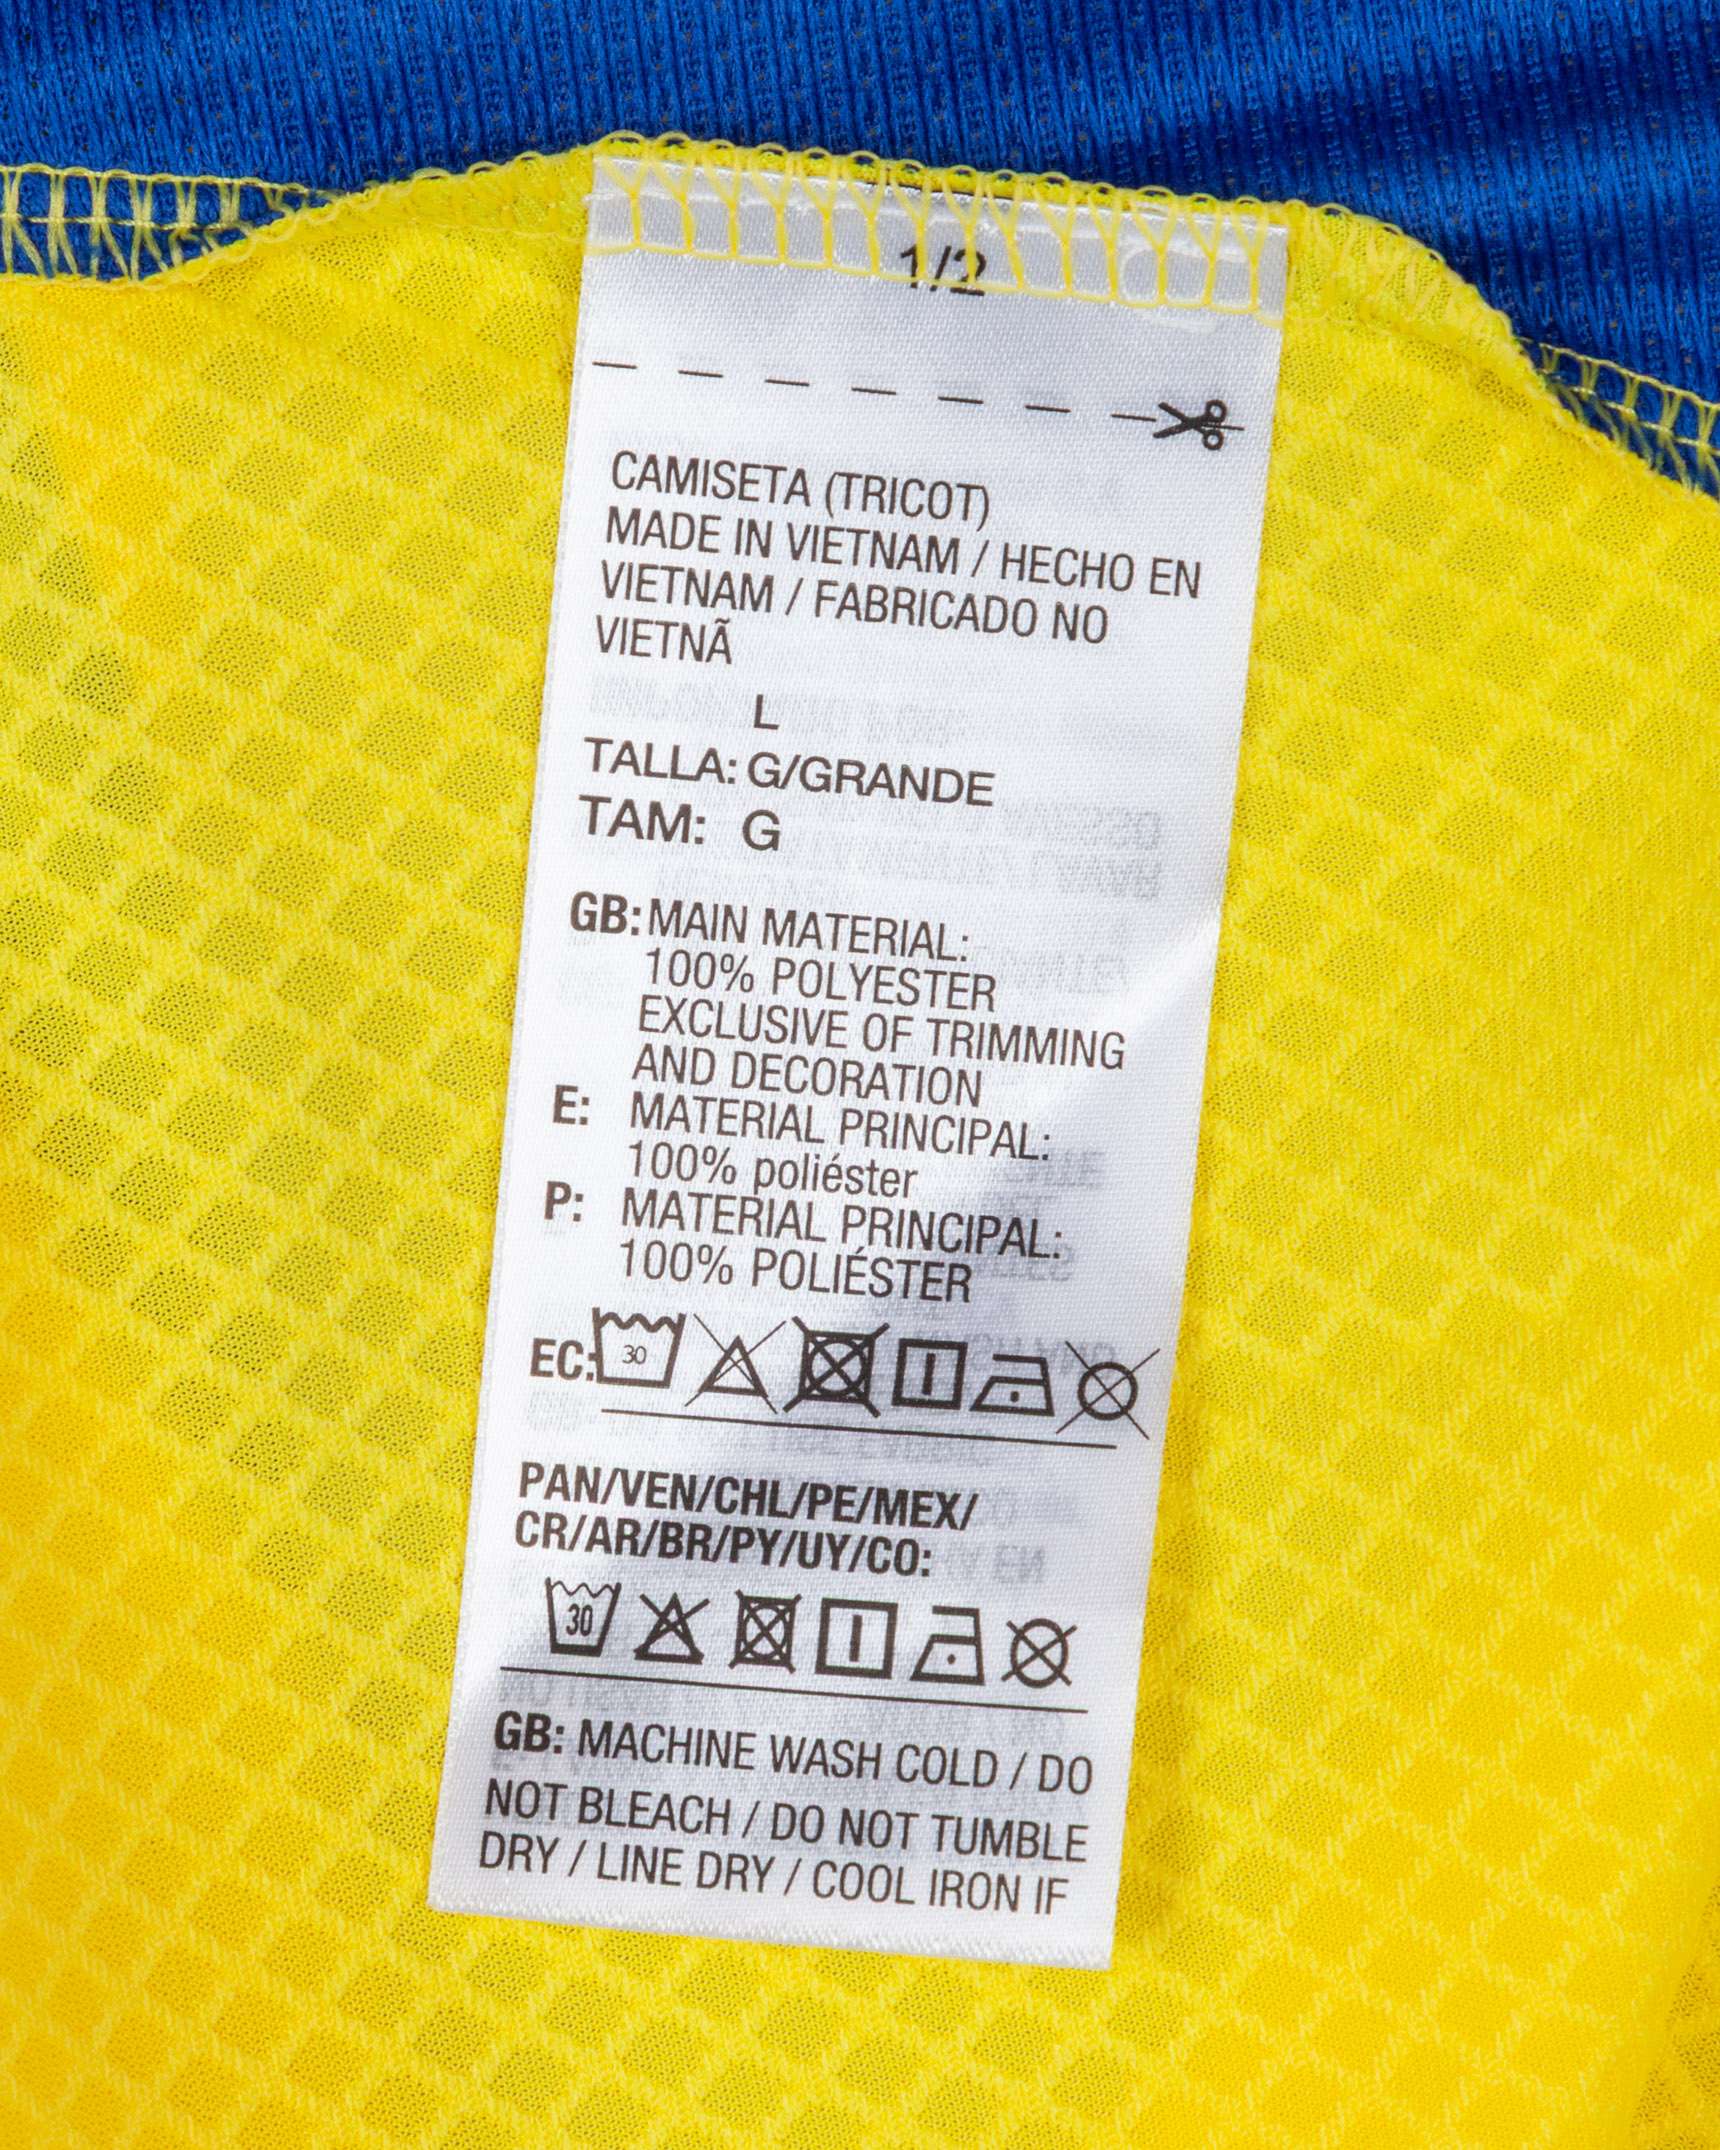 1/2
CAMISETA (TRICOT)
MADE IN VIETNAM / HECHO EN
VIETNAM / FABRICADO NO
VIETNÃ
L
TALLA: G/GRANDE
TAM: G
GB: MAIN MATERIAL:
100% POLYESTER
EXCLUSIVE OF TRIMMING
AND DECORATION
E: MATERIAL PRINCIPAL:
100% poliéster
P: MATERIAL PRINCIPAL:
100% POLIÉSTER
EC: 30
PAN/VEN/CHL/PE/MEX/
CR/AR/BR/PY/UY/CO:
30
GB: MACHINE WASH COLD / DO
NOT BLEACH / DO NOT TUMBLE
DRY / LINE DRY / COOL IRON IF